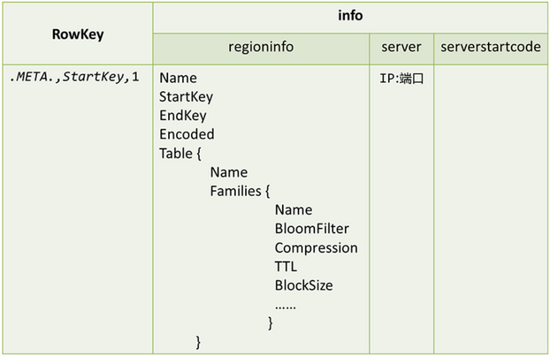 RowKey
info
regioninfo
server
serverstartcode
.META.,StartKey,1
Name
IP:端口
StartKey
EndKey
Encoded
Table {
Name
Families {
Name
BloomFilter
Compression
TTL
BlockSize
......
}
}